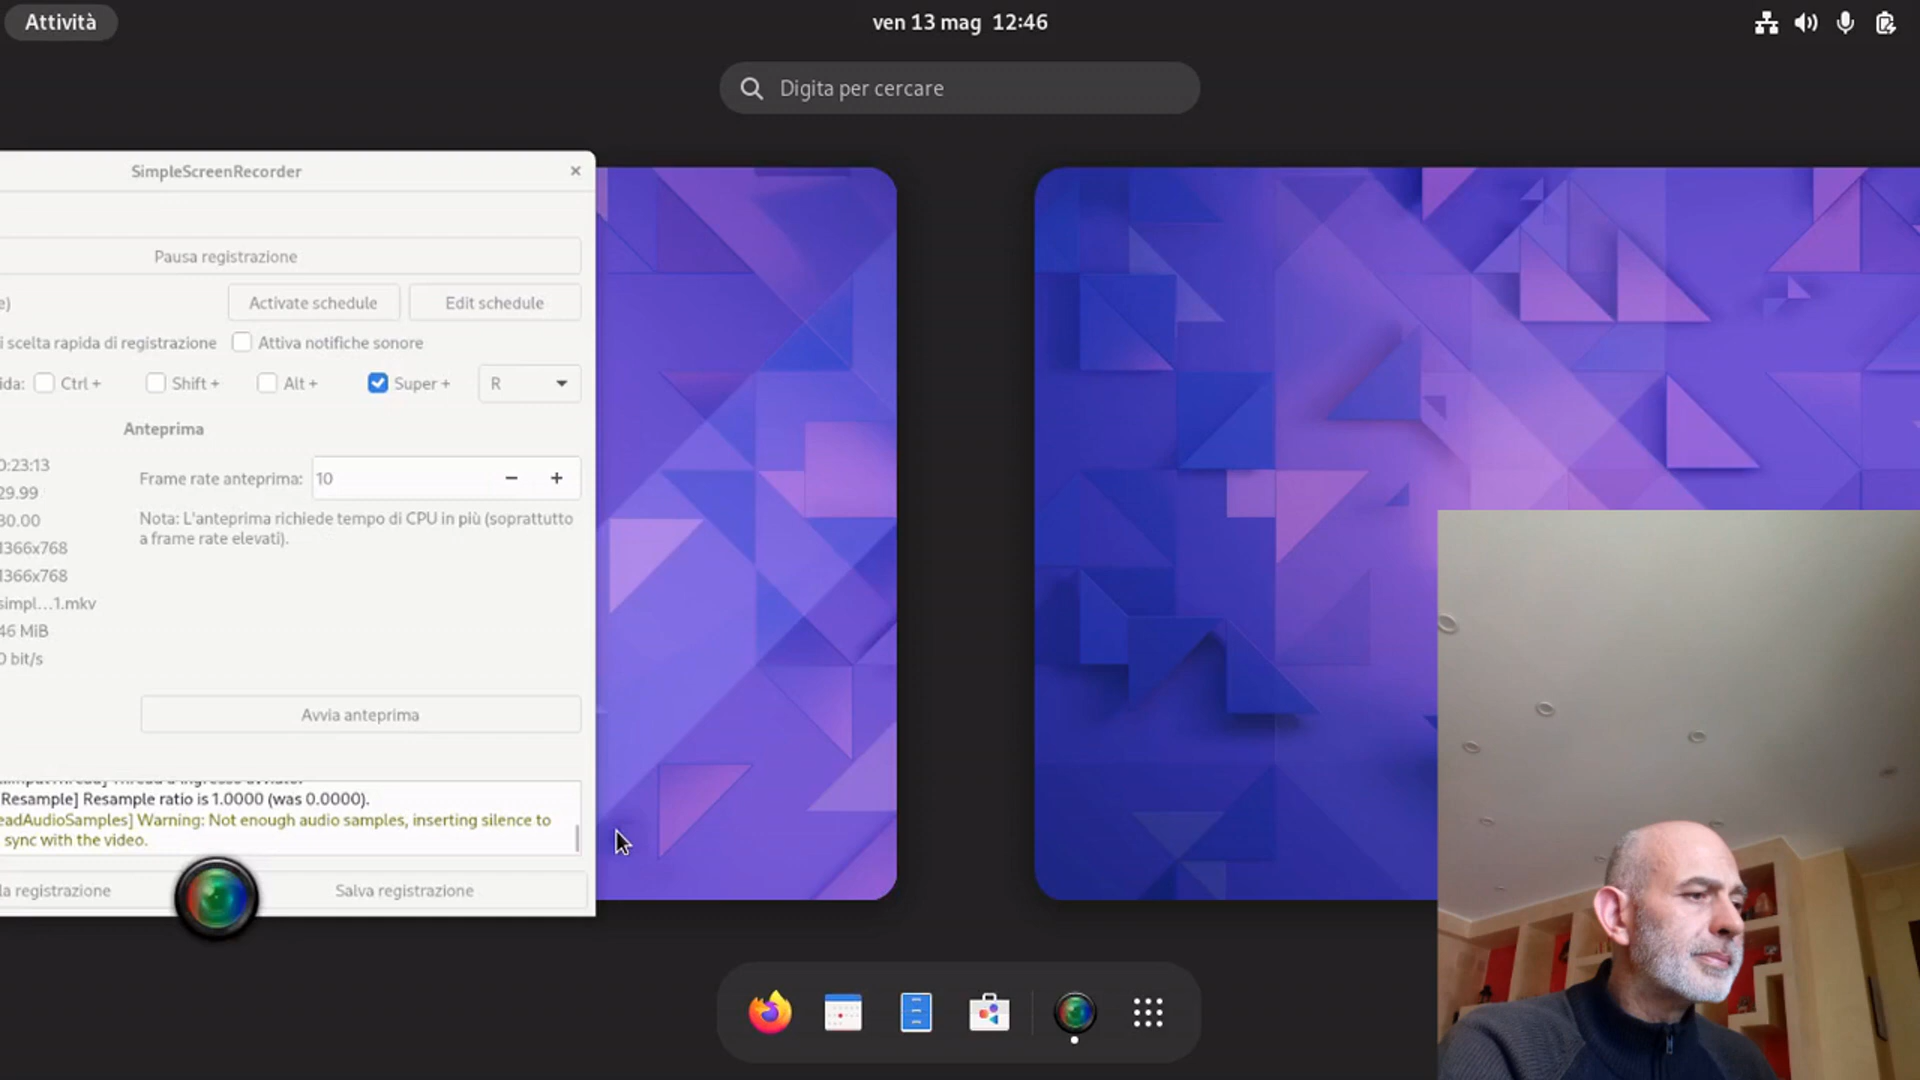 Attività
ven 13 mag 12:46
Digita per cercare
SimpleScreenRecorder
Pausa registrazione
e) Activate schedule Edit schedule
i scelta rapida di registrazione Attiva notifiche sonore
ida: Ctrl + Shift + Alt + Super + R
Anteprima
0:23:13
29.99
Frame rate anteprima: 10
30.00
Nota: L'anteprima richiede tempo di CPU in più (soprattutto
a frame rate elevati).
1366x768
1366x768
simpl...1.mkv
46 MiB
0 bit/s
Avvia anteprima
Resample] Resample ratio is 1.0000 (was 0.0000).
eadAudioSamples] Warning: Not enough audio samples, inserting silence to
sync with the video.
la registrazione Salva registrazione